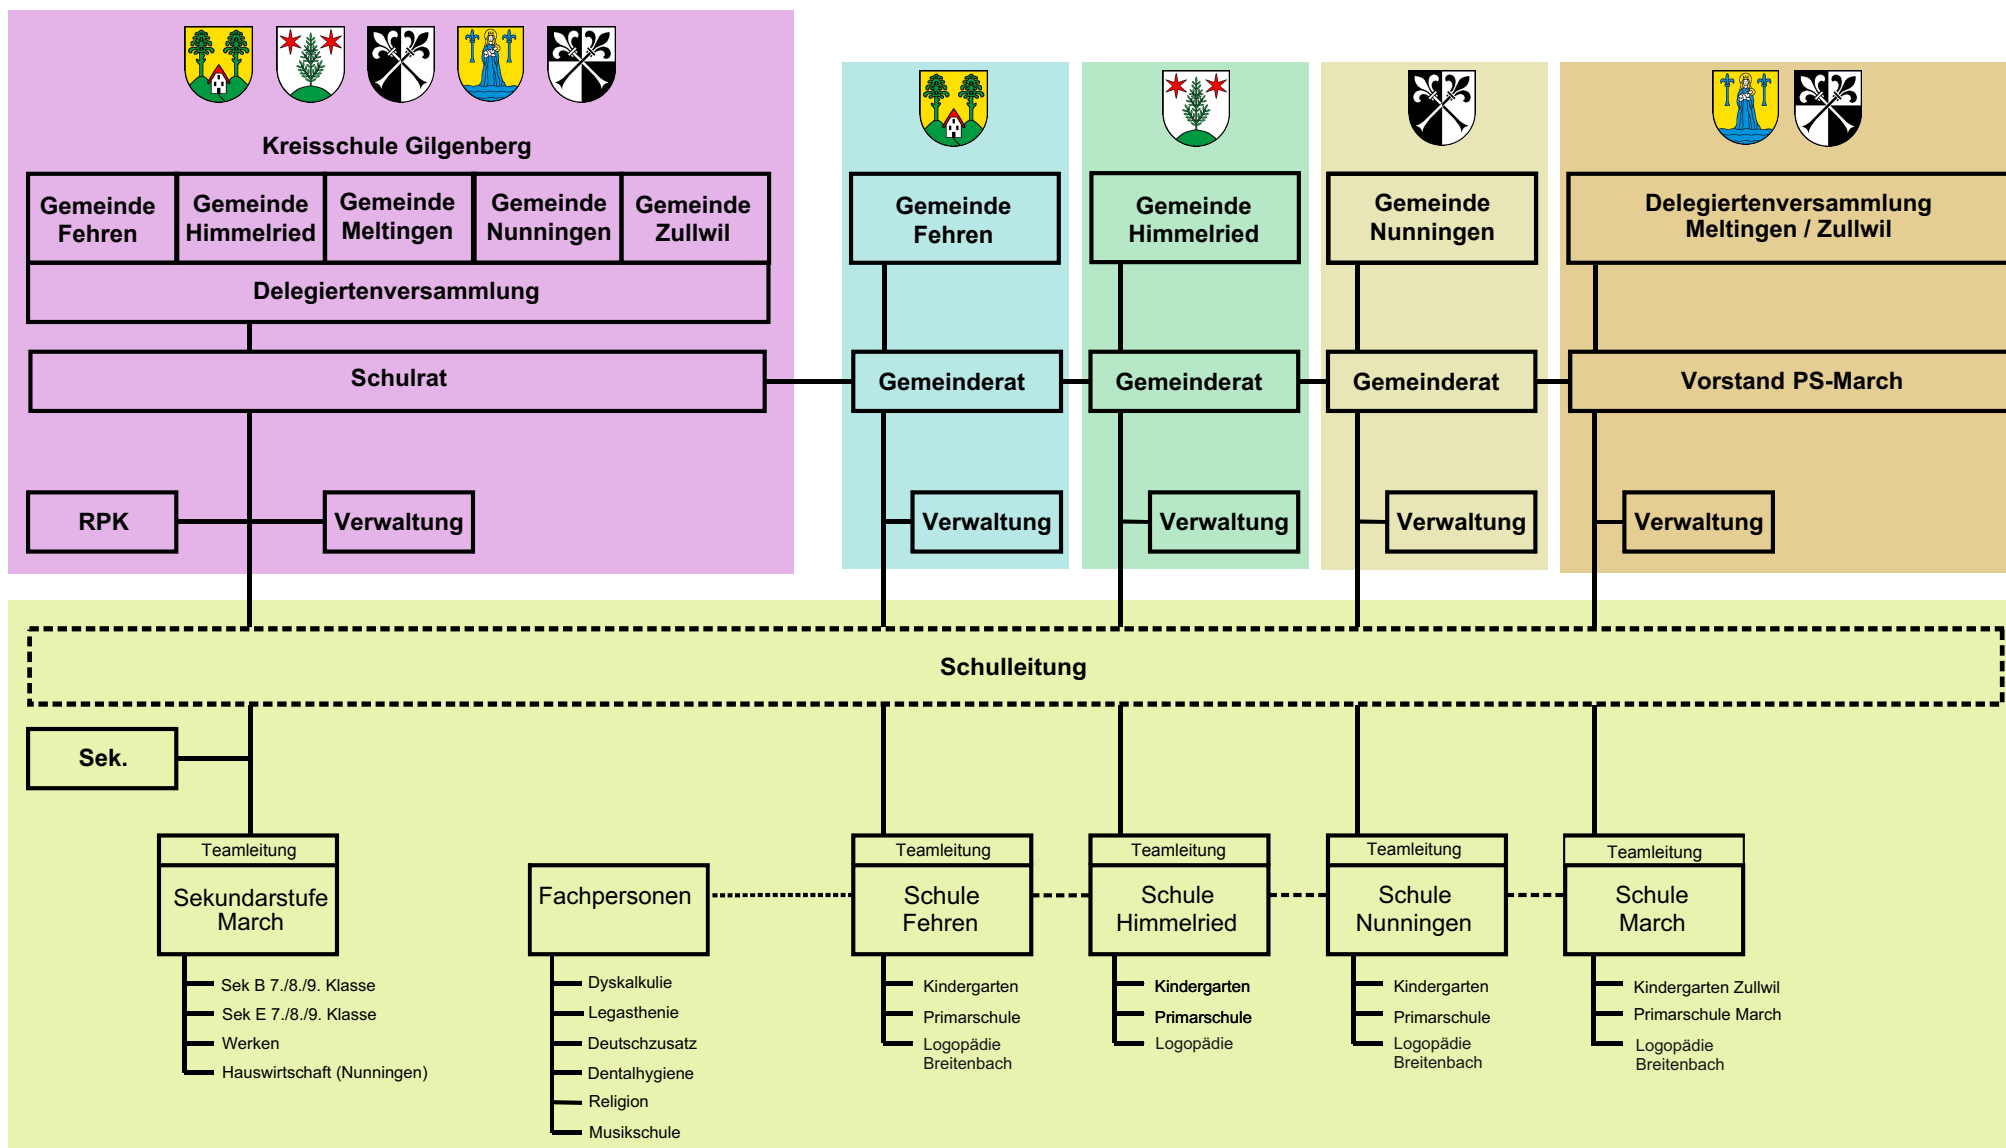 Kreisschule Gilgenberg
Gemeinde
Fehren
Gemeinde
Himmelried
Gemeinde
Meltingen
Gemeinde
Nunningen
Gemeinde
Zullwil
Delegiertenversammlung
Gemeinde
Fehren
Gemeinde
Himmelried
Gemeinde
Nunningen
Delegiertenversammlung
Meltingen / Zullwil
Schulrat
Gemeinderat
Gemeinderat
Gemeinderat
Vorstand PS-March
RPK
Verwaltung
Verwaltung
Verwaltung
Verwaltung
Verwaltung
Schulleitung
Sek.
Teamleitung
Sekundarstufe
March
Sek B 7./8./9. Klasse
Sek E 7./8./9. Klasse
Werken
Hauswirtschaft (Nunningen)
Fachpersonen
Dyskalkulie
Legasthenie
Deutschzusatz
Dentalhygiene
Religion
Musikschule
Teamleitung
Schule
Fehren
Kindergarten
Primarschule
Logopädie
Breitenbach
Teamleitung
Schule
Himmelried
Kindergarten
Primarschule
Logopädie
Teamleitung
Schule
Nunningen
Kindergarten
Primarschule
Logopädie
Breitenbach
Teamleitung
Schule
March
Kindergarten Zullwil
Primarschule March
Logopädie
Breitenbach